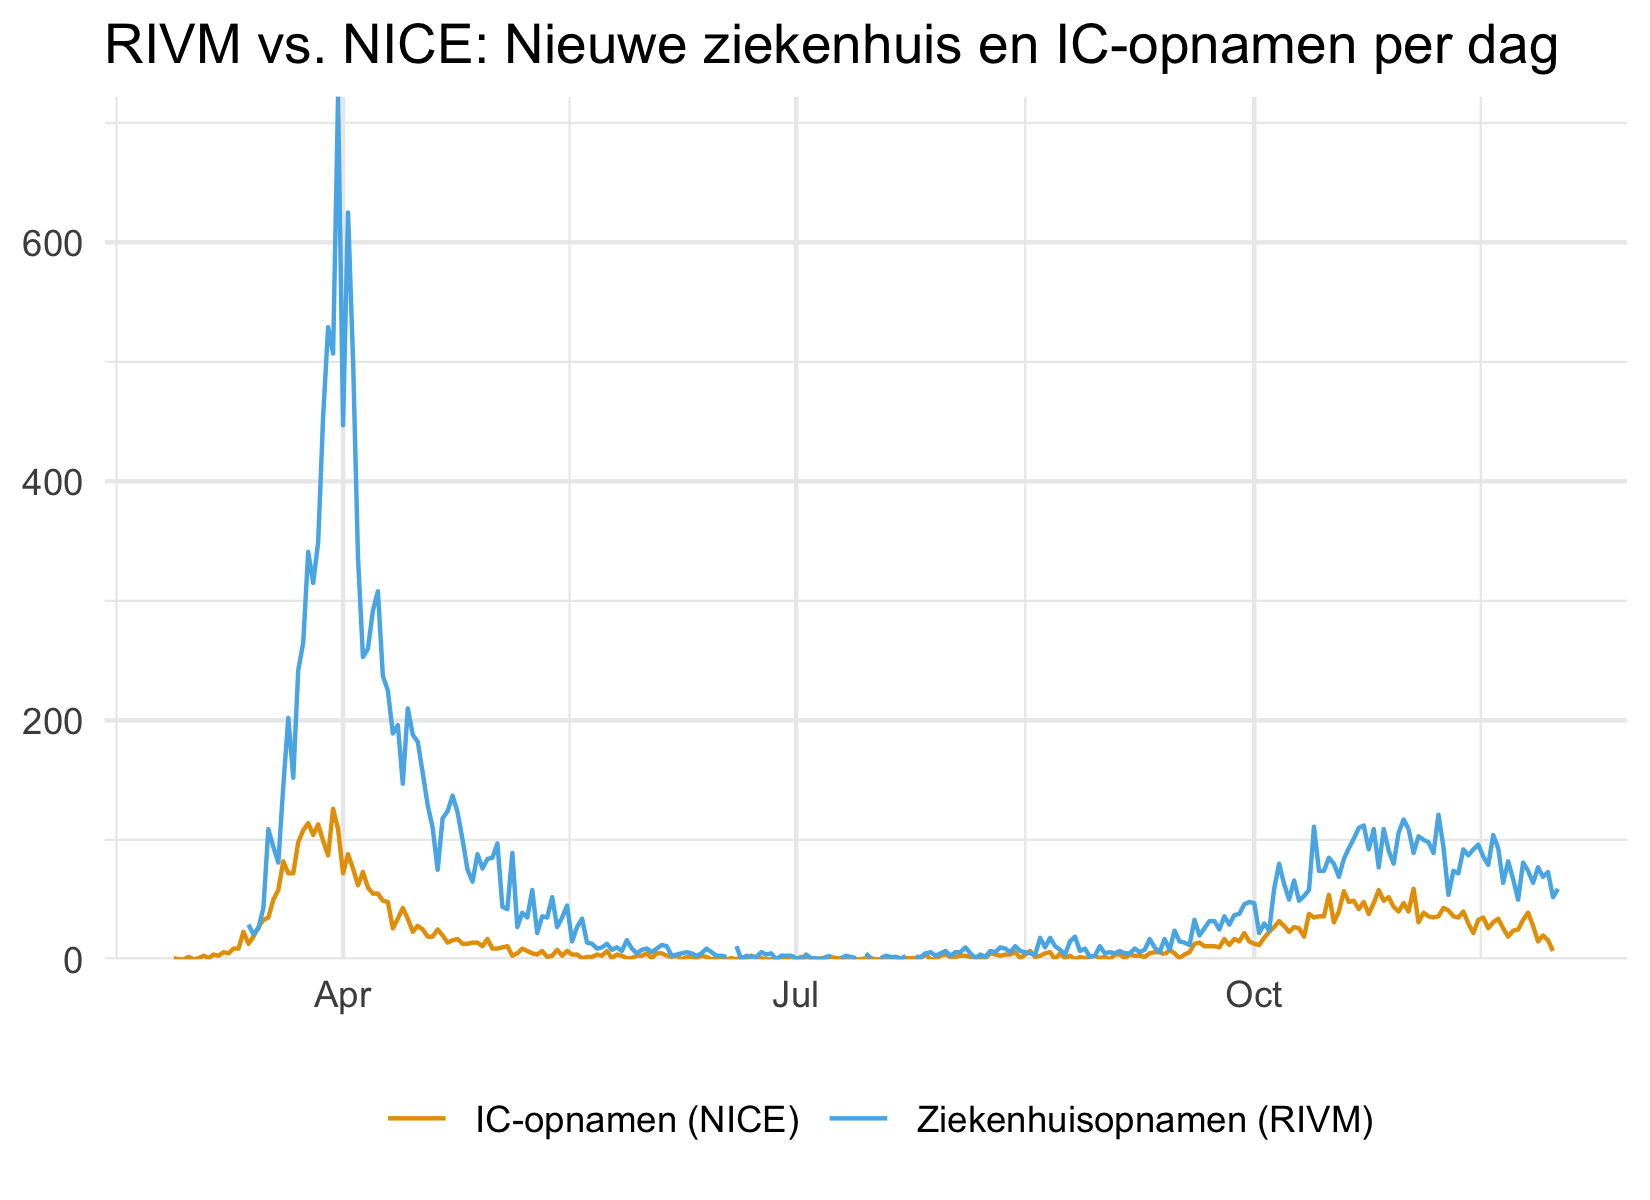 RIVM vs. NICE: Nieuwe ziekenhuis en IC-opnamen per dag
600
400
200
0
Apr Jul Oct
IC-opnamen (NICE) Ziekenhuisopnamen (RIVM)